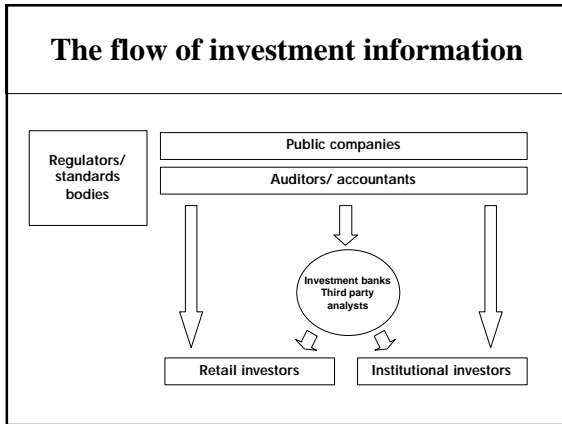 The flow of investment information
Regulators/
standards
bodies
Public companies
Auditors/ accountants
Investment banks
Third party
analysts
Retail investors
Institutional investors